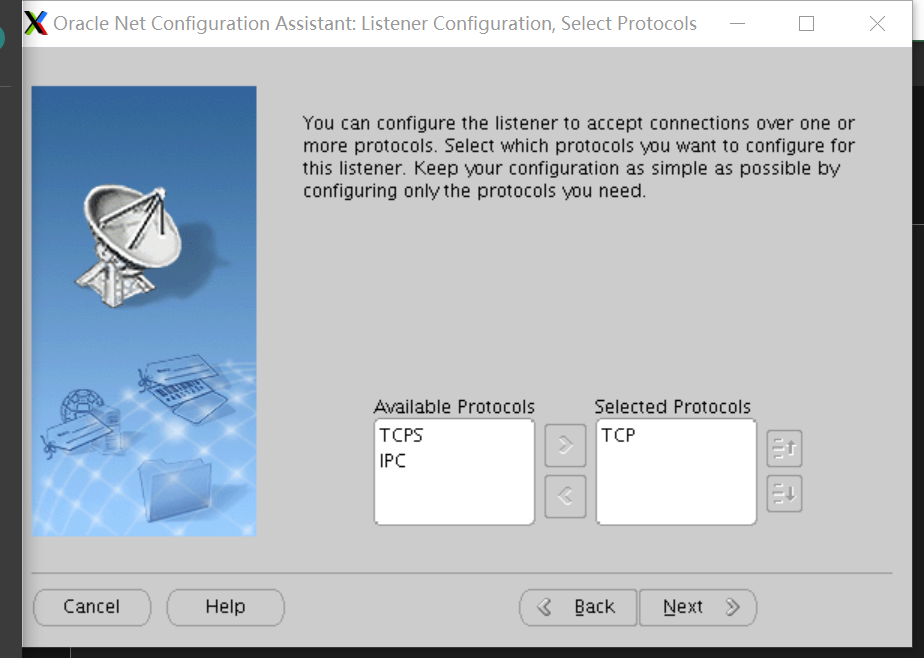 Oracle Net Configuration Assistant: Listener Configuration, Select Protocols
You can configure the listener to accept connections over one or
more protocols. Select which protocols you want to configure for
this listener. Keep your configuration as simple as possible by
configuring only the protocols you need.
Available Protocols
Selected Protocols
TCPS
TCP
IPC
Cancel
Help
Back
Next